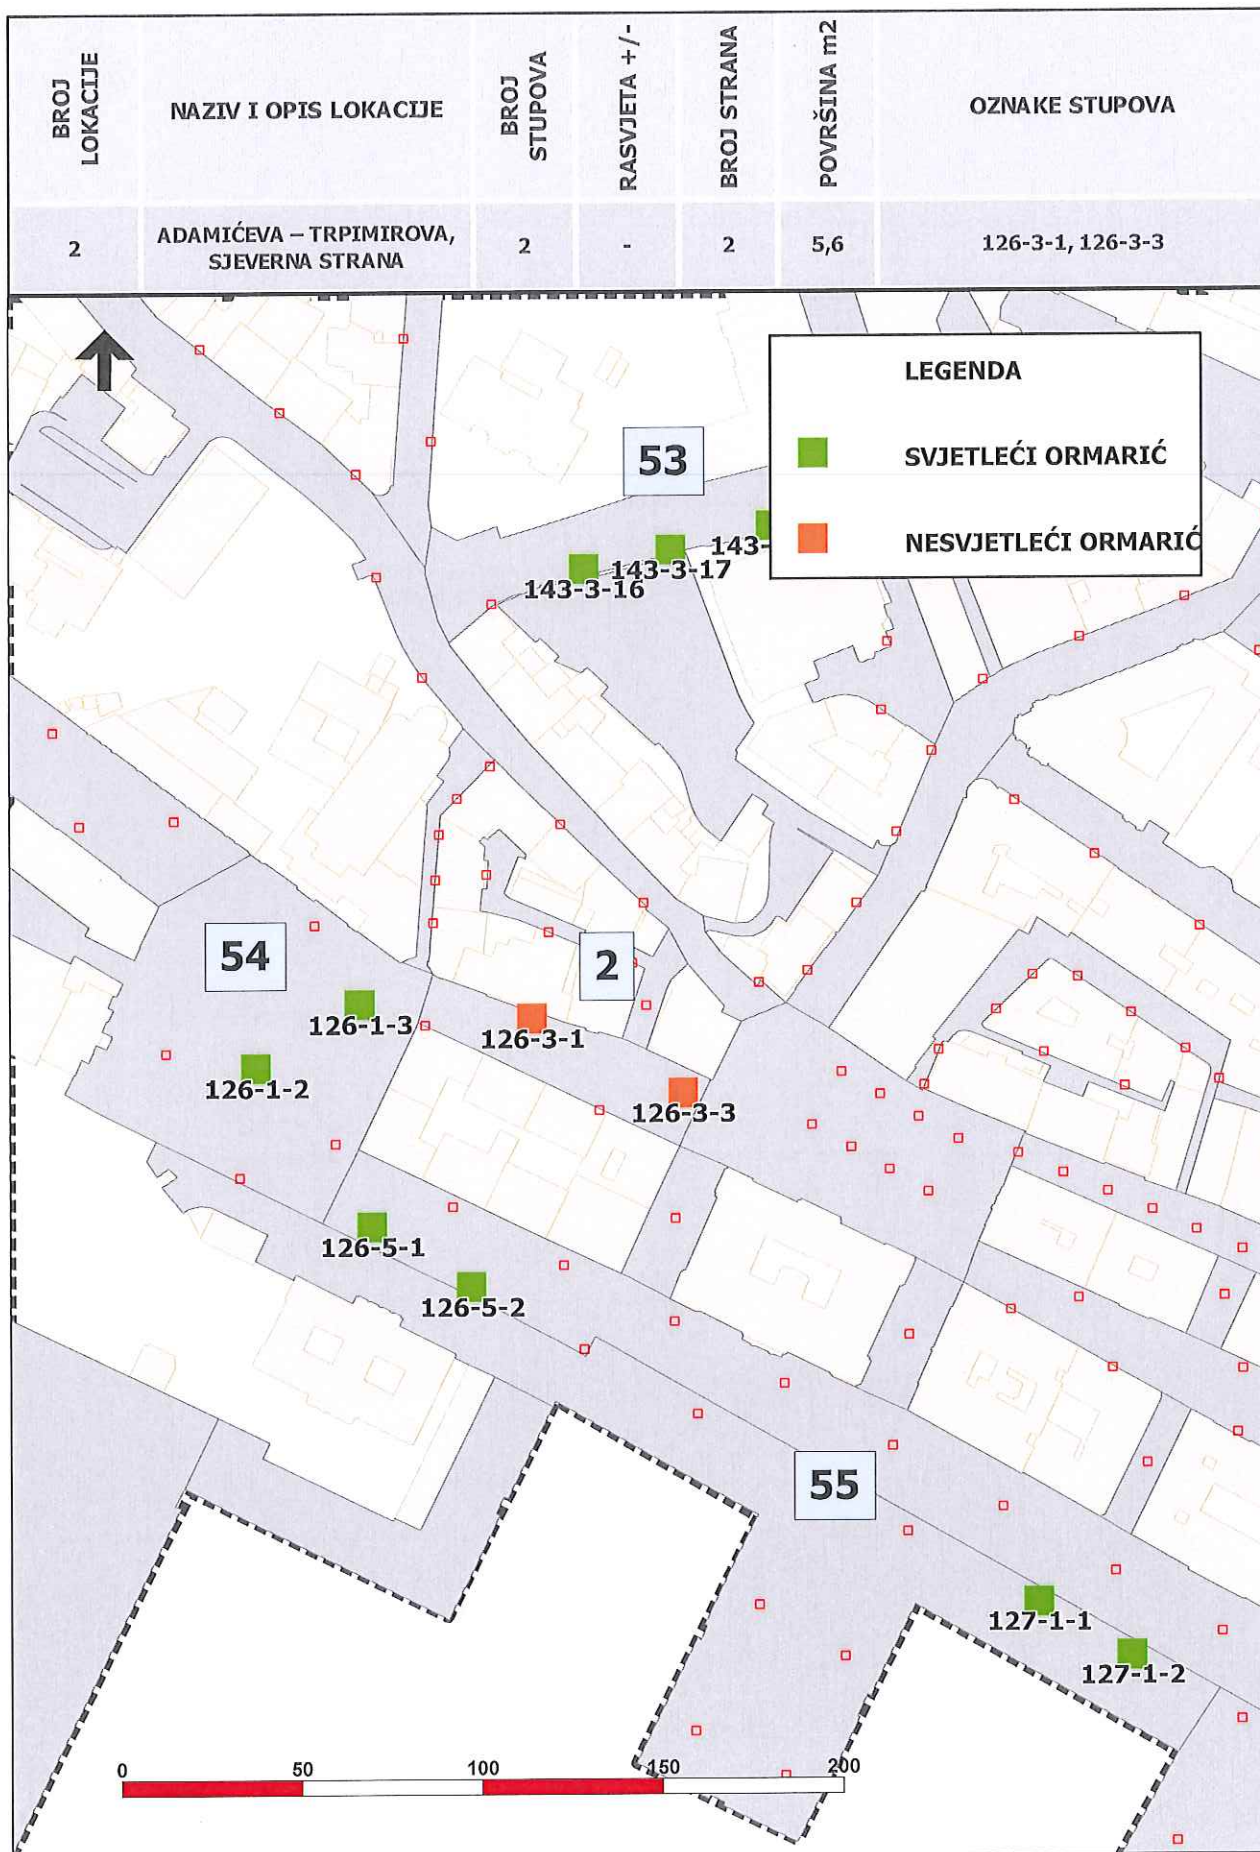 BROJ
LOKACIJE
NAZIV I OPIS LOKACIJE
BROJ
STUPOVA
RASVJETA +/-
BROJ STRANA
POVRŠINA m2
OZNAKE STUPOVA
2
ADAMIĆEVA – TRPIMIROVA,
SJEVERNA STRANA
2
-
2
5,6
126-3-1, 126-3-3
LEGENDA
SVJETLEĆI ORMARIĆ
NESVJETLEĆI ORMARIĆ
53
143-
143-3-17
143-3-16
54
2
126-1-3
126-3-1
126-1-2
126-3-3
126-5-1
126-5-2
55
127-1-1
127-1-2
0 50 100 150 200